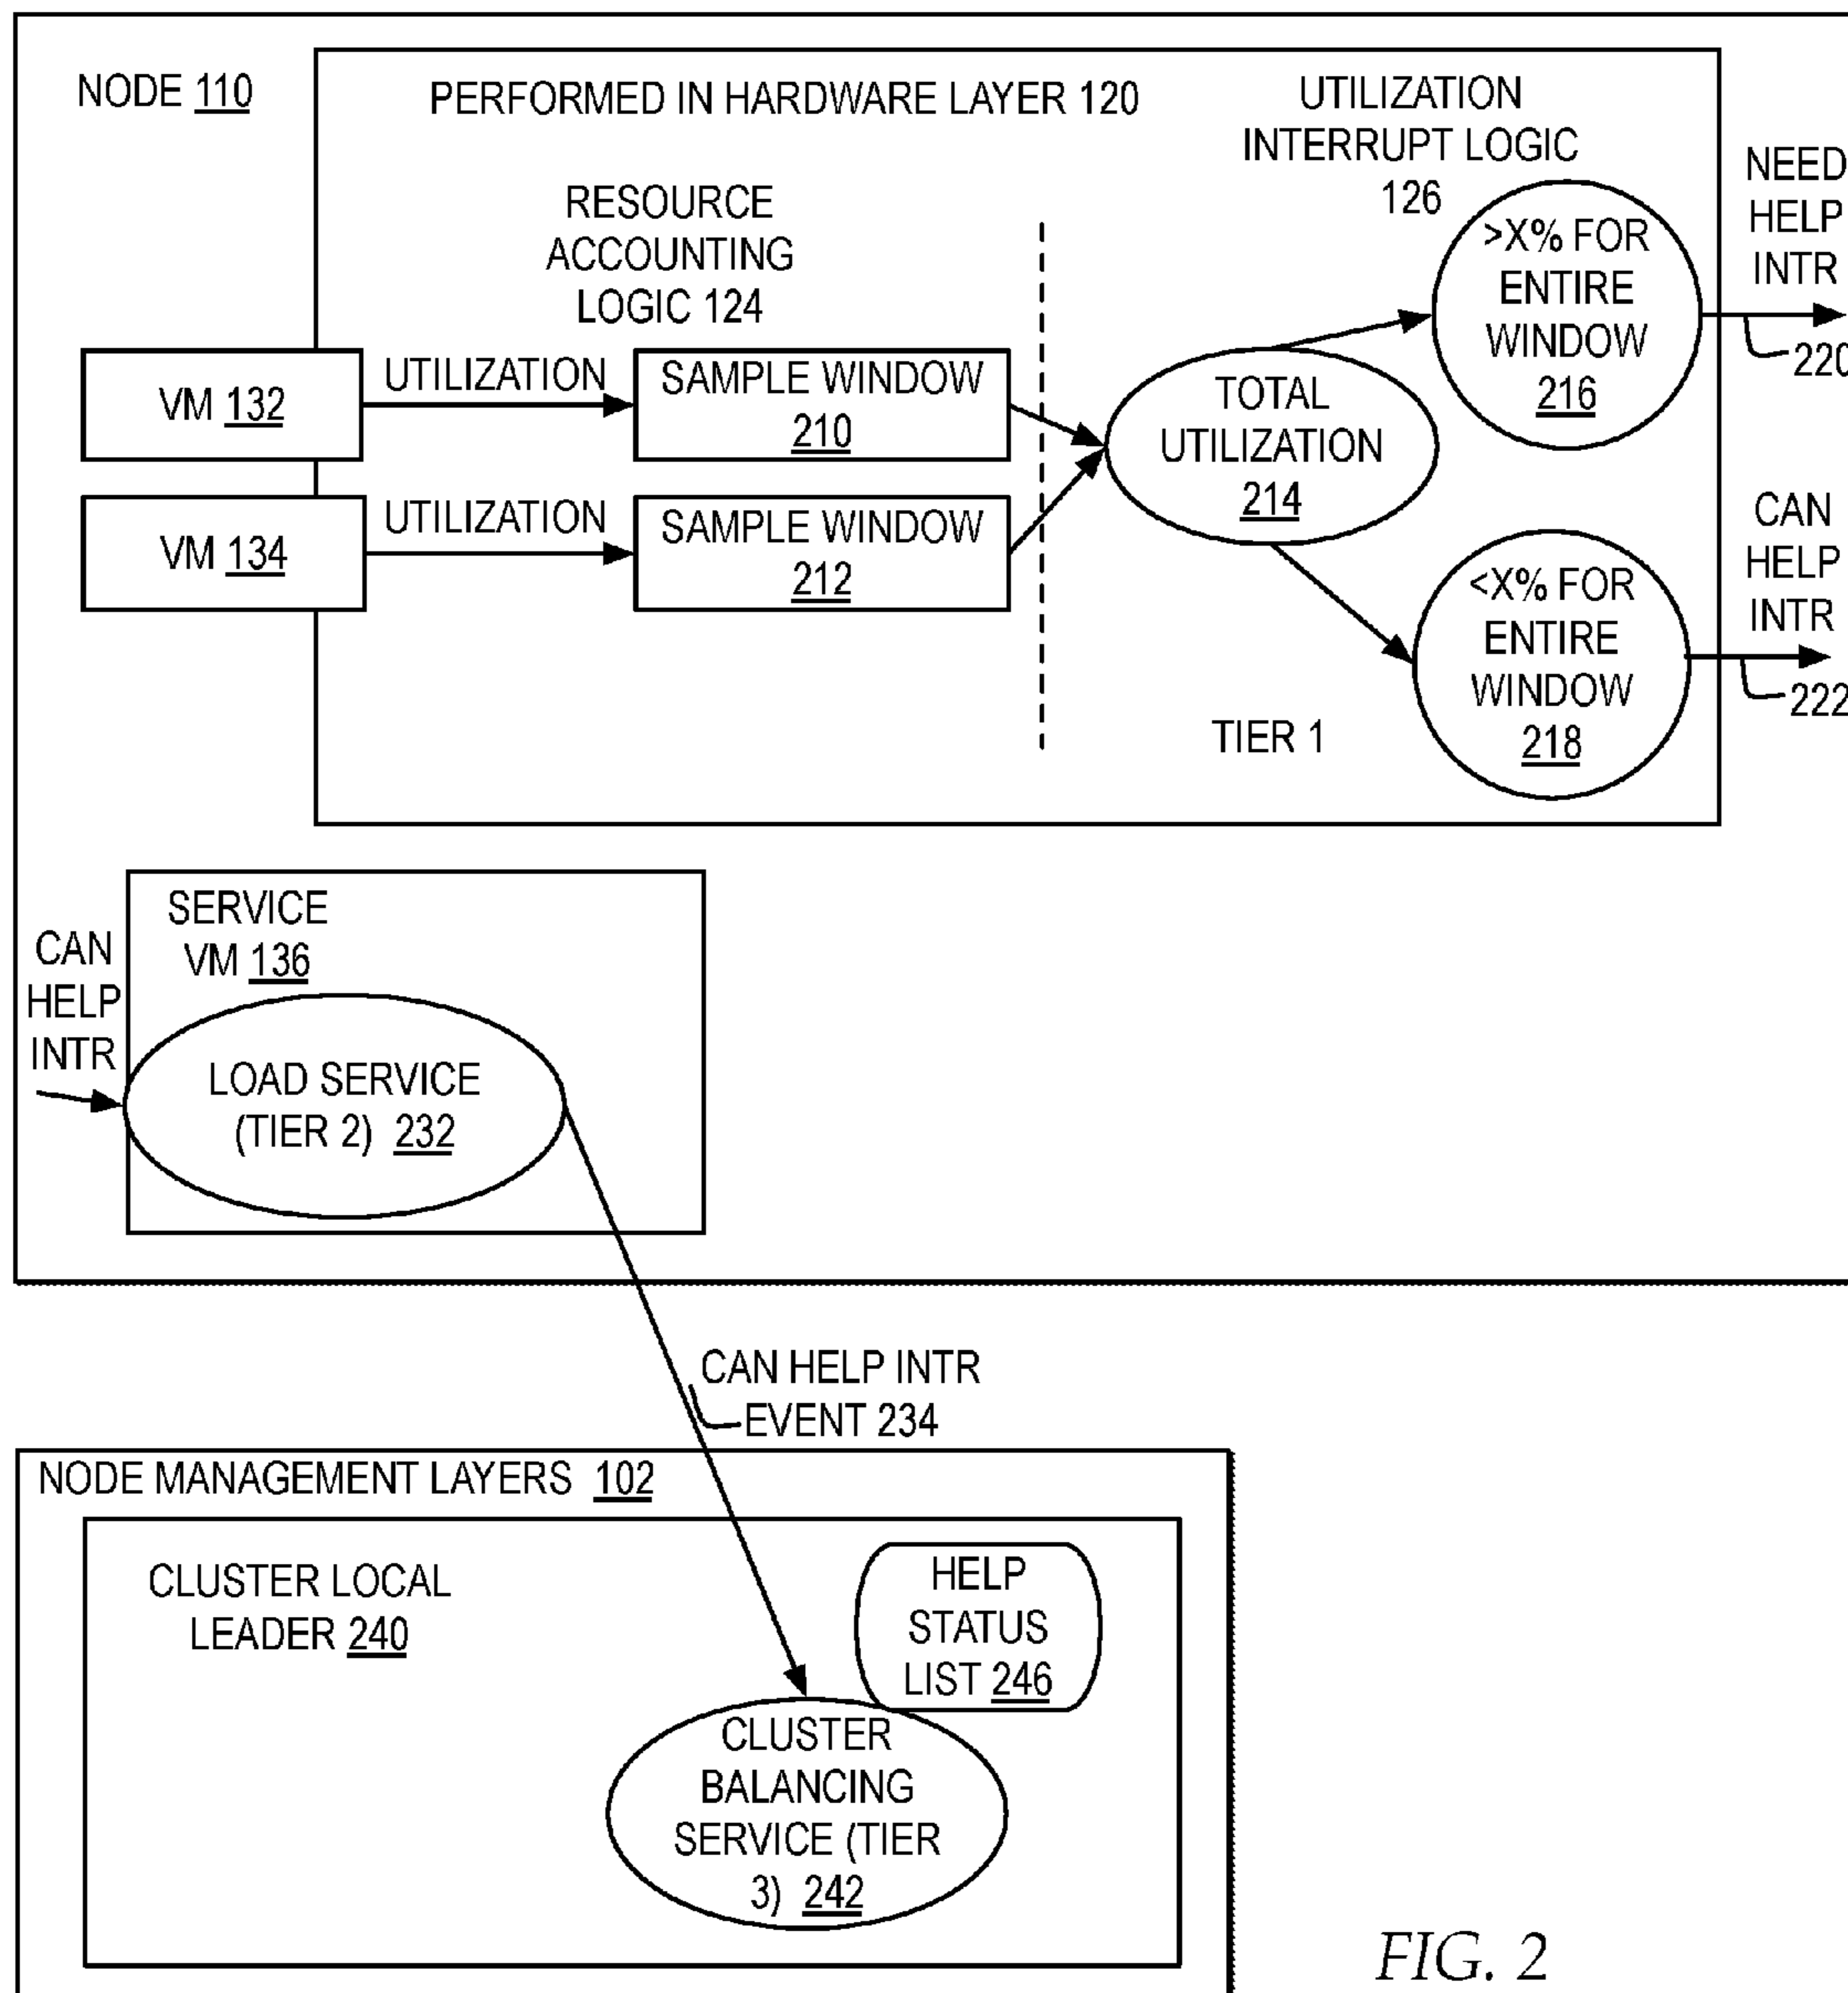 NODE 110
PERFORMED IN HARDWARE LAYER 120
UTILIZATION
INTERRUPT LOGIC
126
RESOURCE
ACCOUNTING
LOGIC 124
NEED
HELP
INTR
220
>X% FOR
ENTIRE
WINDOW
216
VM 132
UTILIZATION
SAMPLE WINDOW
210
TOTAL
UTILIZATION
214
VM 134
UTILIZATION
SAMPLE WINDOW
212
CAN
HELP
INTR
222
<X% FOR
ENTIRE
WINDOW
218
TIER 1
SERVICE
VM 136
CAN
HELP
INTR
LOAD SERVICE
(TIER 2) 232
CAN HELP INTR
EVENT 234
NODE MANAGEMENT LAYERS 102
CLUSTER LOCAL
LEADER 240
HELP
STATUS
LIST 246
CLUSTER
BALANCING
SERVICE (TIER
3) 242
FIG. 2